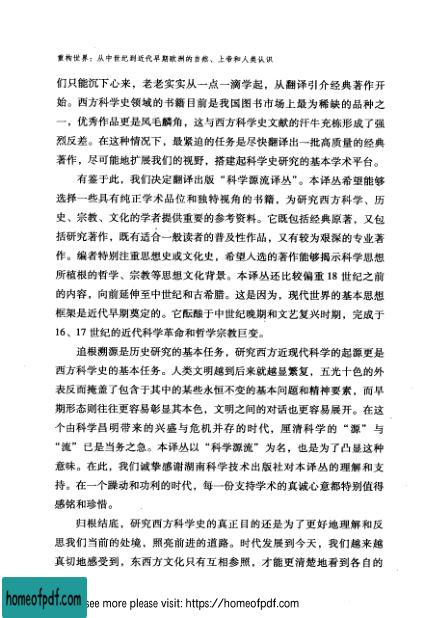 重构世界：从中世纪到近代早期欧洲的自然、上帝和人类认识
们只能沉下心来，老老实实从一点一滴学起，从翻译引介经典著作开
始。西方科学史领域的书籍目前是我国图书市场上最为稀缺的品种之
一，优秀作品更是凤毛麟角，这与西方科学史文献的汗牛充栋形成了强
烈反差。在这种情况下，最紧迫的任务是尽快翻译出一批高质量的经典
著作，尽可能地扩展我们的视野，搭建起科学史研究的基本学术平台。
有鉴于此，我们决定翻译出版“科学源流译丛”。本译丛希望能够
选择一些具有纯正学术品位和独特视角的书籍，为研究西方科学、历
史、宗教、文化的学者提供重要的参考资料。它既包括经典原著，又包
括研究著作，既有适合一般读者的普及性作品，又有较为艰深的专业著
作。编者特别注重思想史或文化史，希望入选的著作能够揭示科学思想
所植根的哲学、宗教等思想文化背景。本译丛还比较偏重 18 世纪之前
的内容，向前延伸至中世纪和古希腊。这是因为，现代世界的基本思想
框架是近代早期奠定的。它酝酿于中世纪晚期和文艺复兴时期，完成于
16、17 世纪的近代科学革命和哲学宗教巨变。
追根溯源是历史研究的基本任务，研究西方近现代科学的起源更是
西方科学史的基本任务。人类文明越到后来就越显繁复，五光十色的外
表反而掩盖了包含于其中的某些永恒不变的基本问题和精神要素，而早
期形态则往往更容易彰显其本色，文明之间的对话也更容易展开。在这
个由科学昌明带来的兴盛与危机并存的时代，厘清科学的“源”与
“流”已是当务之急。本译丛以“科学源流”为名，也是为了凸显这种
意味。在此，我们诚挚感谢湖南科学技术出版社对本译丛的理解和支
持。在一个躁动和功利的时代，每一份支持学术的真诚心意都特别值得
感铭和珍惜。
归根结底，研究西方科学史的真正目的还是为了更好地理解和反
思我们当前的处境，照亮前进的道路。时代发展到今天，我们越来越
真切地感受到，东西方文化只有互相参照，才能更清楚地看到各自的
homeofpdf.com
see more please visit: https://homeofpdf.com